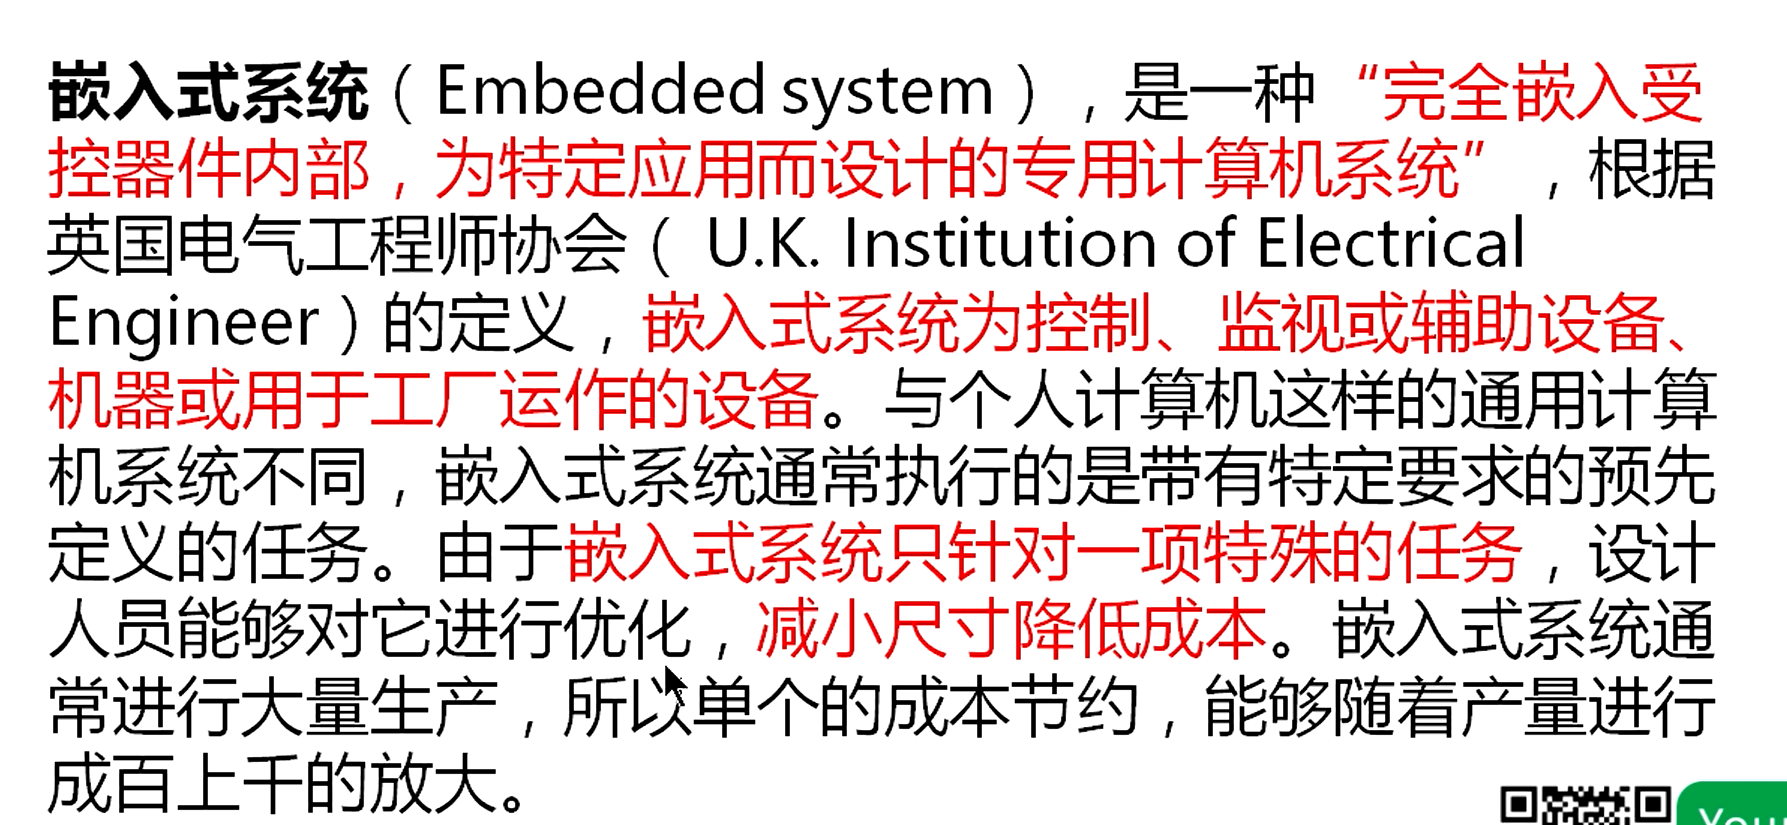 嵌入式系统（Embedded system），是一种“完全嵌入受
控器件内部，为特定应用而设计的专用计算机系统”，根据
英国电气工程师协会（ U.K. Institution of Electrical
Engineer）的定义，嵌入式系统为控制、监视或辅助设备、
机器或用于工厂运作的设备。与个人计算机这样的通用计算
机系统不同，嵌入式系统通常执行的是带有特定要求的预先
定义的任务。由于嵌入式系统只针对一项特殊的任务，设计
人员能够对它进行优化，减小尺寸降低成本。嵌入式系统通
常进行大量生产，所以单个的成本节约，能够随着产量进行
成百上千的放大。